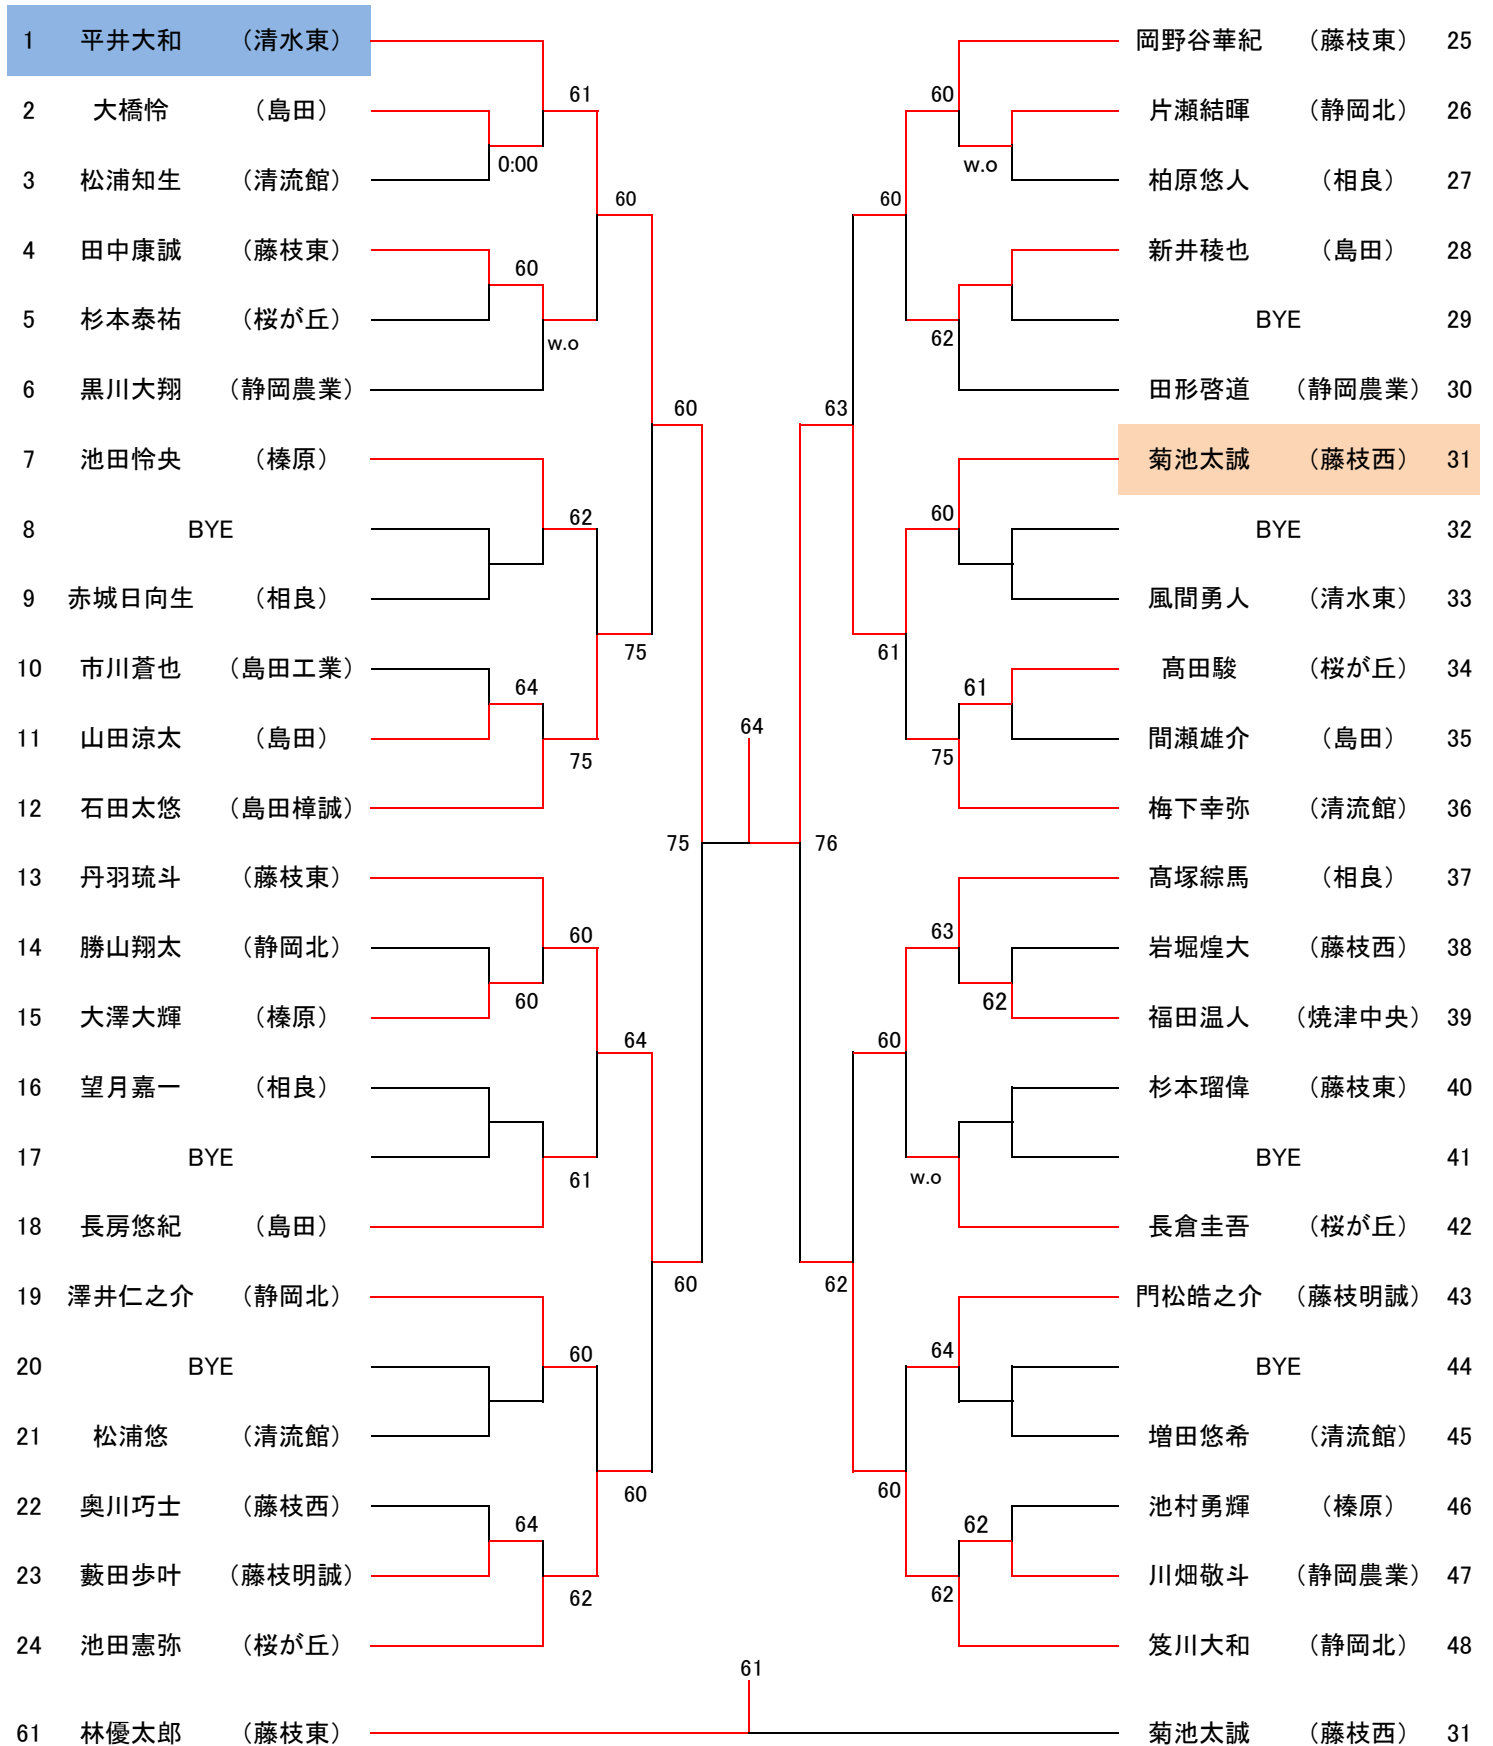 1 平井大和 （清水東）
2 大橋怜 （島田）
3 松浦知生 （清流館）
4 田中康誠 （藤枝東）
5 杉本泰祐 （桜が丘）
6 黒川大翔 （静岡農業）
7 池田怜央 （榛原）
8 BYE
9 赤城日向生 （相良）
10 市川蒼也 （島田工業）
11 山田涼太 （島田）
12 石田太悠 （島田樟誠）
13 丹羽琉斗 （藤枝東）
14 勝山翔太 （静岡北）
15 大澤大輝 （榛原）
16 望月嘉一 （相良）
17 BYE
18 長房悠紀 （島田）
19 澤井仁之介 （静岡北）
20 BYE
21 松浦悠 （清流館）
22 奥川巧士 （藤枝西）
23 藪田歩叶 （藤枝明誠）
24 池田憲弥 （桜が丘）
61
0:00
60
60
w.o
60
62
75
64
75
75
60
60
64
61
60
60
60
64
62
64
76
岡野谷華紀 （藤枝東） 25
片瀬結暉 （静岡北） 26
柏原悠人 （相良） 27
新井稜也 （島田） 28
BYE 29
田形啓道 （静岡農業） 30
菊池太誠 （藤枝西） 31
BYE 32
風間勇人 （清水東） 33
髙田駿 （桜が丘） 34
間瀬雄介 （島田） 35
梅下幸弥 （清流館） 36
髙塚綜馬 （相良） 37
岩堀煌大 （藤枝西） 38
福田温人 （焼津中央） 39
杉本瑠偉 （藤枝東） 40
BYE 41
長倉圭吾 （桜が丘） 42
門松皓之介 （藤枝明誠） 43
BYE 44
増田悠希 （清流館） 45
池村勇輝 （榛原） 46
川畑敬斗 （静岡農業） 47
笈川大和 （静岡北） 48
60
w.o
60
62
63
60
61
61
75
63
62
60
w.o
62
64
60
62
62
61
61 林優太郎 （藤枝東）
菊池太誠 （藤枝西） 31